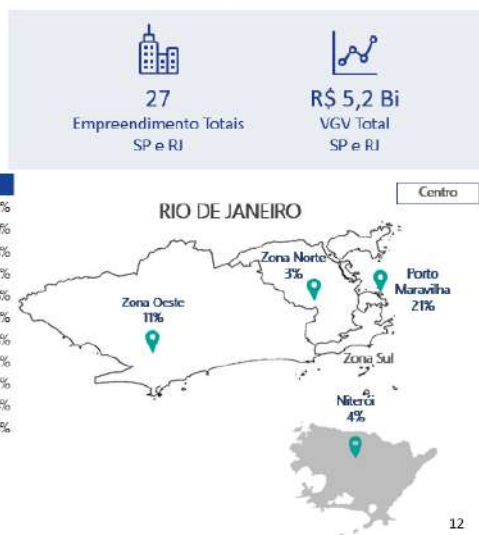 27
Empreendimento Totais
SP e RJ
R$ 5,2 Bi
VGV Total
SP e RJ
Centro
RIO DE JANEIRO
Zona Norte
3%
Porto
Maravilha
21%
Zona Oeste
11%
Zona Sul
Niterói
4%
%
%
%
%
%
%
%
%
%
%
%
12